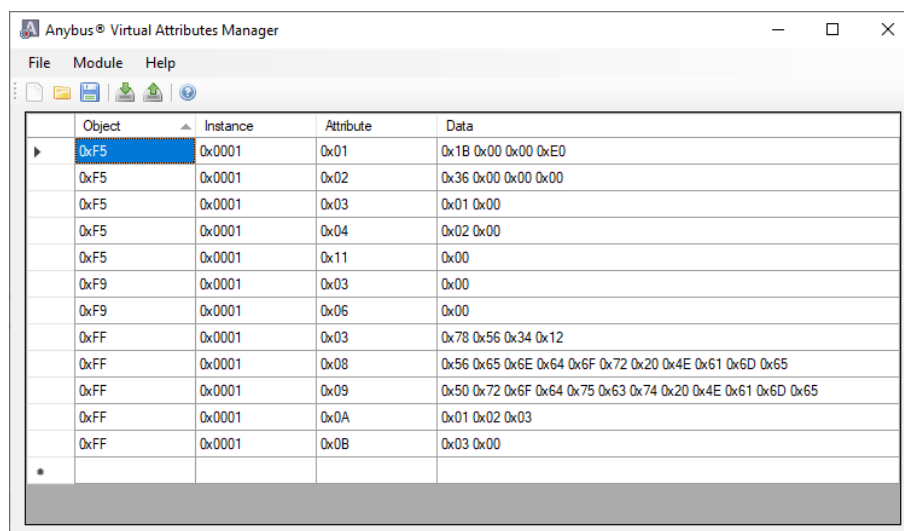 Anybus® Virtual Attributes Manager
File Module Help
Object Instance Attribute Data
0xF5 0x0001 0x01 0x1B 0x00 0x00 0xE0
0xF5 0x0001 0x02 0x36 0x00 0x00 0x00
0xF5 0x0001 0x03 0x01 0x00
0xF5 0x0001 0x04 0x02 0x00
0xF5 0x0001 0x11 0x00
0xF9 0x0001 0x03 0x00
0xF9 0x0001 0x06 0x00
0xFF 0x0001 0x03 0x78 0x56 0x34 0x12
0xFF 0x0001 0x08 0x56 0x65 0x6E 0x64 0x6F 0x72 0x20 0x4E 0x61 0x6D 0x65
0xFF 0x0001 0x09 0x50 0x72 0x6F 0x64 0x75 0x63 0x74 0x20 0x4E 0x61 0x6D 0x65
0xFF 0x0001 0x0A 0x01 0x02 0x03
0xFF 0x0001 0x0B 0x03 0x00